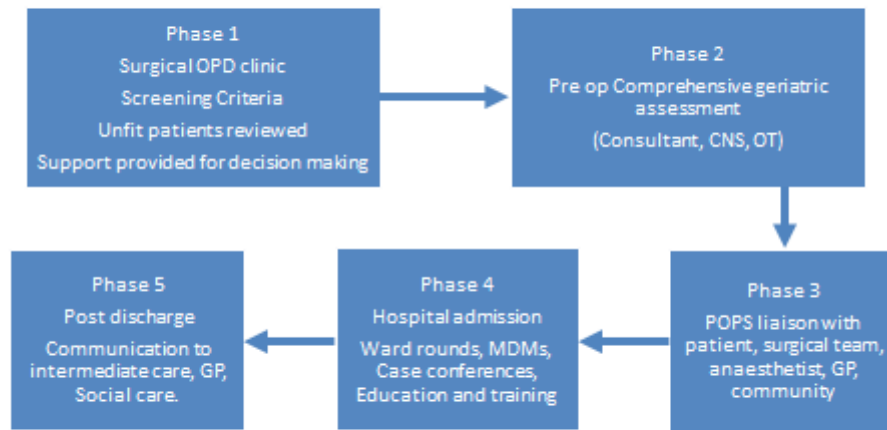 Phase 1
Surgical OPD clinic
Screening Criteria
Unfit patients reviewed
Support provided for decision making
Phase 2
Pre op Comprehensive geriatric
assessment
(Consultant, CNS, OT)
Phase 3
POPS liaison with
patient, surgical team,
anaesthetist, GP,
community
Phase 4
Hospital admission
Ward rounds, MDMs,
Case conferences,
Education and training
Phase 5
Post discharge
Communication to
intermediate care, GP,
Social care.